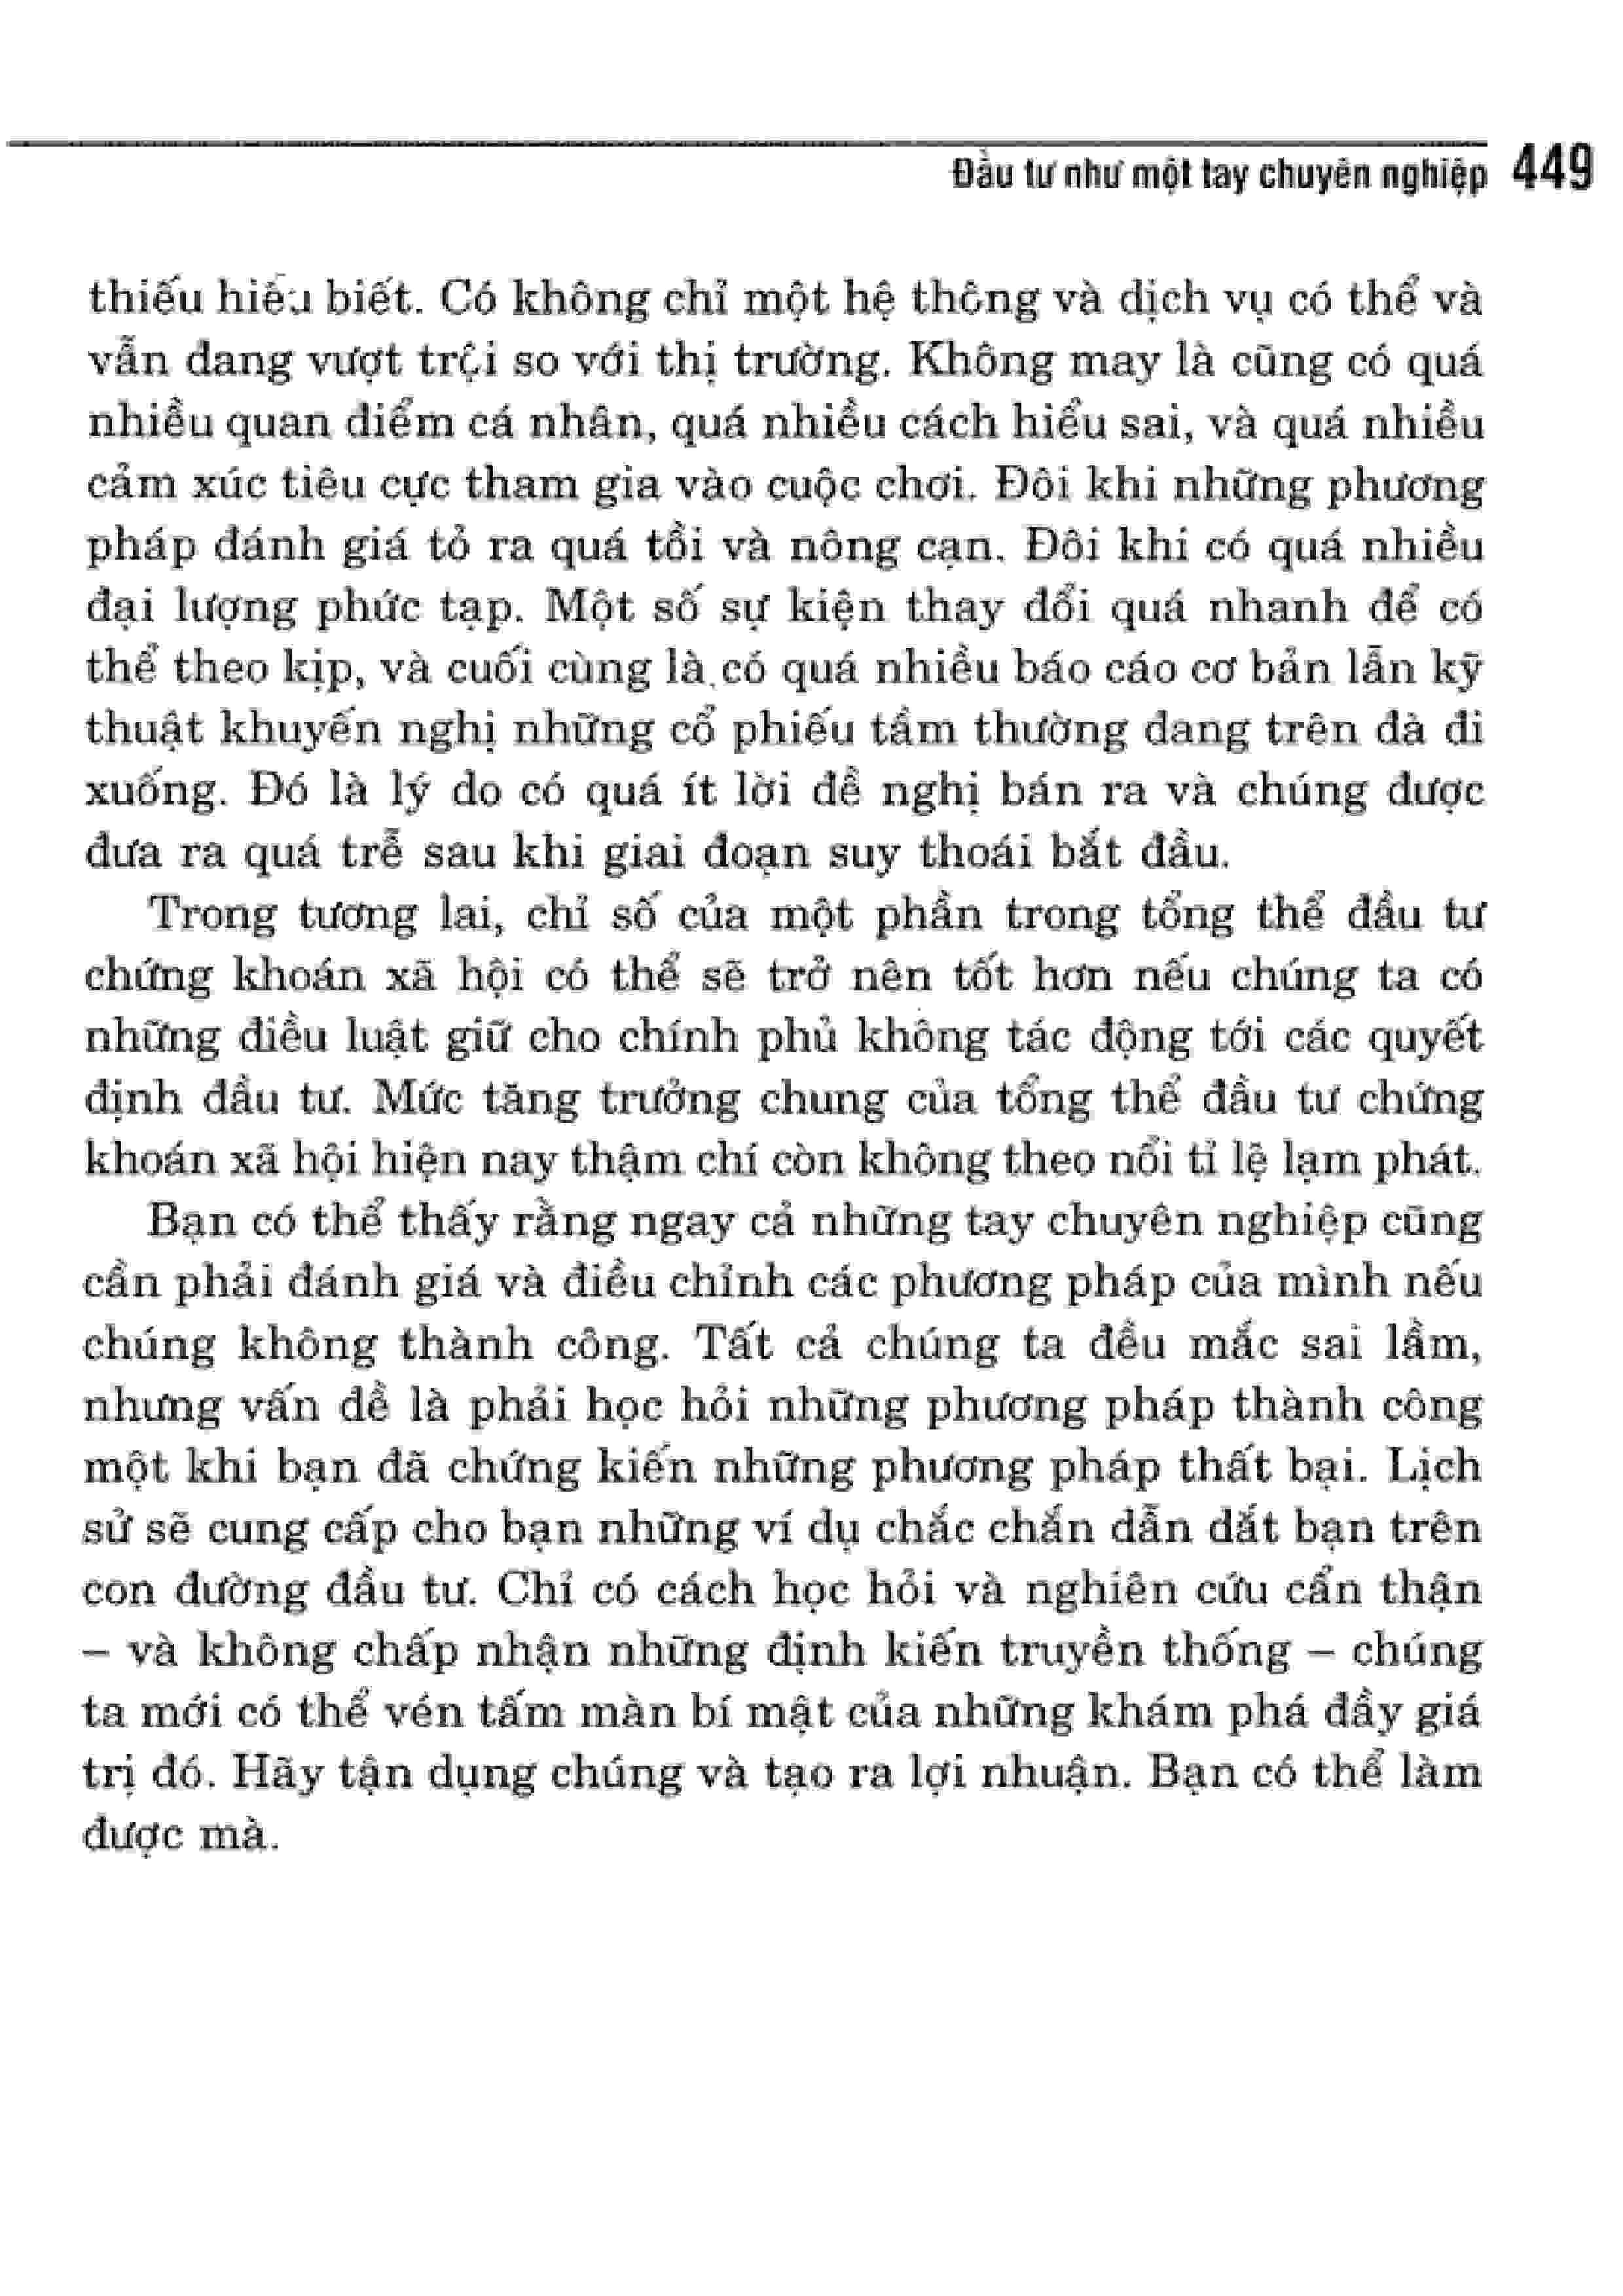 Đầu tư như một tay chuyên nghiệp 449
thiếu hiểu biết. Có không chỉ một hệ thống và dịch vụ có thể và
vẫn đang vượt trội so với thị trường. Không may là cũng có quá
nhiều quan điểm cá nhân, quá nhiều cách hiểu sai, và quá nhiều
cảm xúc tiêu cực tham gia vào cuộc chơi. Đôi khi những phương
pháp đánh giá tỏ ra quá tồi và nông cạn. Đôi khi có quá nhiều
đại lượng phức tạp. Một số sự kiện thay đổi quá nhanh để có
thể theo kịp, và cuối cùng là có quá nhiều báo cáo cơ bản lẫn kỹ
thuật khuyến nghị những cổ phiếu tầm thường đang trên đà đi
xuống. Đó là lý do có quá ít lời đề nghị bán ra và chúng được
đưa ra quá trễ sau khi giai đoạn suy thoái bắt đầu.
Trong tương lai, chỉ số của một phần trong tổng thể đầu tư
chứng khoán xã hội có thể sẽ trở nên tốt hơn nếu chúng ta có
những điều luật giữ cho chính phủ không tác động tới các quyết
định đầu tư. Mức tăng trưởng chung của tổng thể đầu tư chứng
khoán xã hội hiện nay thậm chí còn không theo nổi tỉ lệ lạm phát.
Bạn có thể thấy rằng ngay cả những tay chuyên nghiệp cũng
cần phải đánh giá và điều chỉnh các phương pháp của mình nếu
chúng không thành công. Tất cả chúng ta đều mắc sai lầm,
nhưng vấn đề là phải học hỏi những phương pháp thành công
một khi bạn đã chứng kiến những phương pháp thất bại. Lịch
sử sẽ cung cấp cho bạn những ví dụ chắc chắn dẫn dắt bạn trên
con đường đầu tư. Chỉ có cách học hỏi và nghiên cứu cẩn thận
– và không chấp nhận những định kiến truyền thống – chúng
ta mới có thể vén tấm màn bí mật của những khám phá đầy giá
trị đó. Hãy tận dụng chúng và tạo ra lợi nhuận. Bạn có thể làm
được mà.